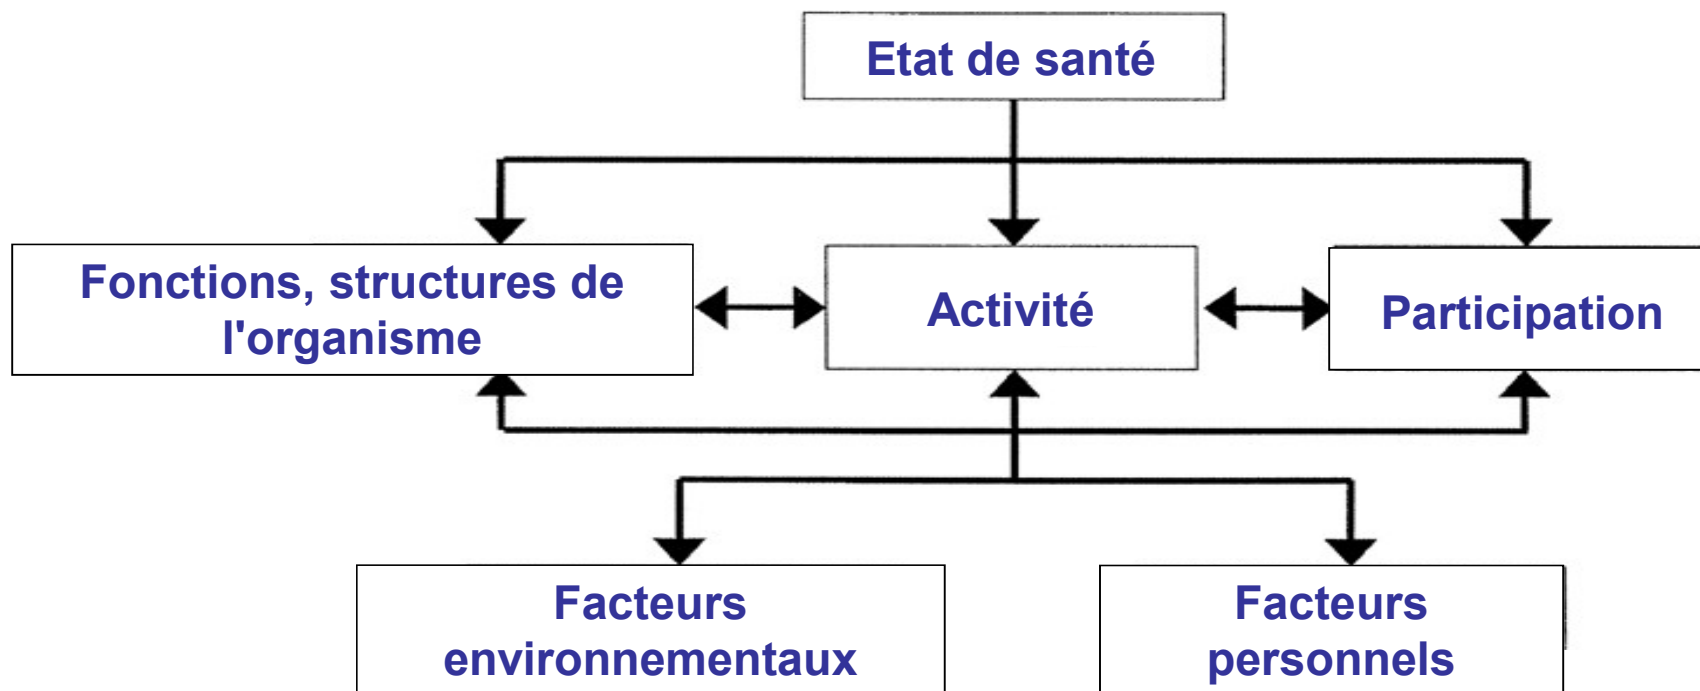 Etat de santé
Fonctions, structures de
l'organisme
Activité
Participation
Facteurs
environnementaux
Facteurs
personnels